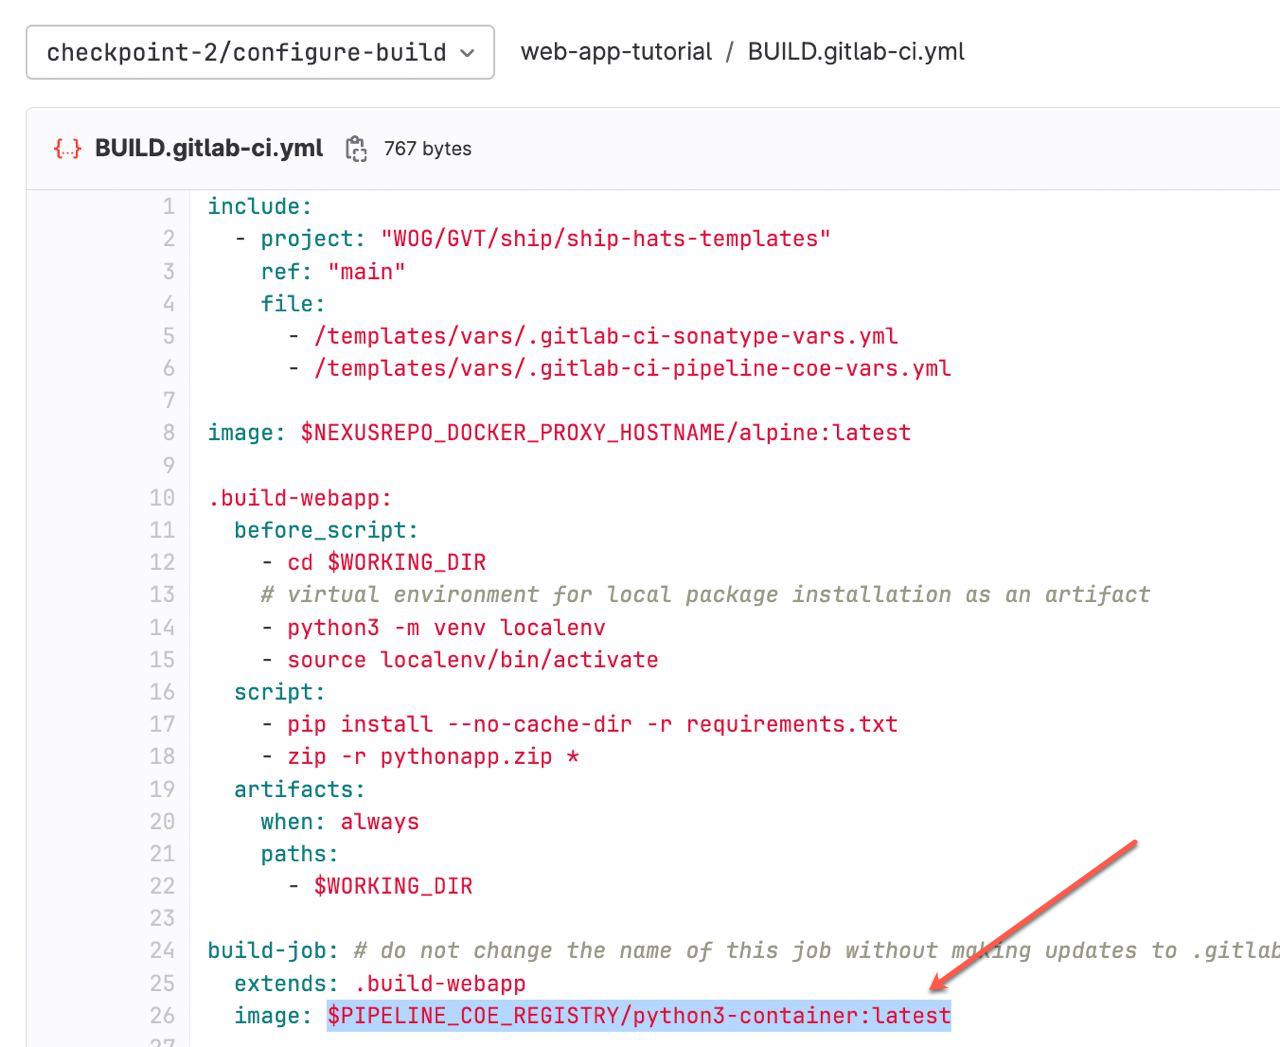 checkpoint-2/configure-build web-app-tutorial / BUILD.gitlab-ci.yml
{...} BUILD.gitlab-ci.yml 767 bytes
1 include:
2   - project: "WOG/GVT/ship/ship-hats-templates"
3     ref: "main"
4     file:
5       - /templates/vars/.gitlab-ci-sonatype-vars.yml
6       - /templates/vars/.gitlab-ci-pipeline-coe-vars.yml
7
8 image: $NEXUSREPO_DOCKER_PROXY_HOSTNAME/alpine:latest
9
10 .build-webapp:
11   before_script:
12     - cd $WORKING_DIR
13     # virtual environment for local package installation as an artifact
14     - python3 -m venv localenv
15     - source localenv/bin/activate
16   script:
17     - pip install --no-cache-dir -r requirements.txt
18     - zip -r pythonapp.zip *
19   artifacts:
20     when: always
21     paths:
22       - $WORKING_DIR
23
24 build-job: # do not change the name of this job without making updates to .gitlab
25   extends: .build-webapp
26   image: $PIPELINE_COE_REGISTRY/python3-container:latest
27